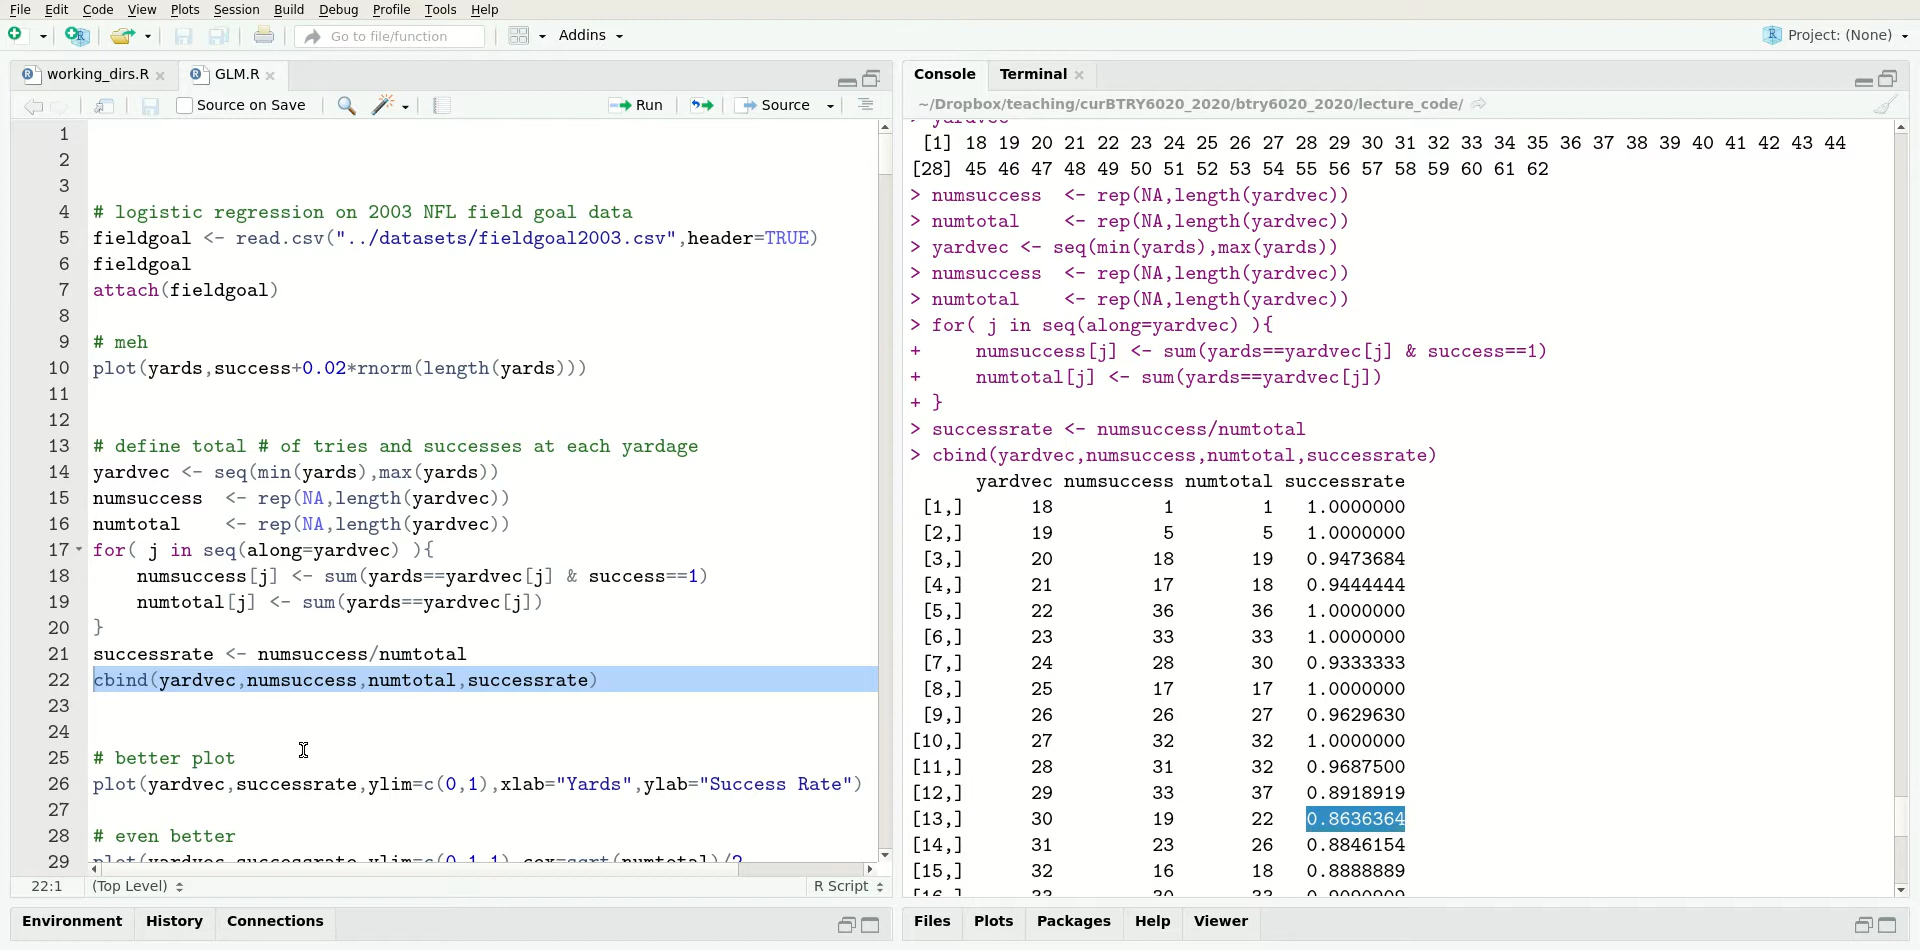 File Edit Code View Plots Session Build Debug Profile Tools Help
Go to file/function Addins Project: (None)
working_dirs.R GLM.R
Source on Save Run Source
1
2
3
4 # logistic regression on 2003 NFL field goal data
5 fieldgoal <- read.csv("../datasets/fieldgoal2003.csv",header=TRUE)
6 fieldgoal
7 attach(fieldgoal)
8
9 # meh
10 plot(yards,success+0.02*rnorm(length(yards)))
11
12
13 # define total # of tries and successes at each yardage
14 yardvec <- seq(min(yards),max(yards))
15 numsuccess  <- rep(NA,length(yardvec))
16 numtotal    <- rep(NA,length(yardvec))
17 for( j in seq(along=yardvec) ){
18     numsuccess[j] <- sum(yards==yardvec[j] & success==1)
19     numtotal[j] <- sum(yards==yardvec[j])
20 }
21 successrate <- numsuccess/numtotal
22 cbind(yardvec,numsuccess,numtotal,successrate)
23
24
25 # better plot
26 plot(yardvec,successrate,ylim=c(0,1),xlab="Yards",ylab="Success Rate")
27
28 # even better
29 plot(yardvec,successrate,ylim=c(0,1.1),cex=sqrt(numtotal)/2
22:1 (Top Level) R Script
Environment History Connections
Console Terminal
~/Dropbox/teaching/curBTRY6020_2020/btry6020_2020/lecture_code/
> yardvec
[1] 18 19 20 21 22 23 24 25 26 27 28 29 30 31 32 33 34 35 36 37 38 39 40 41 42 43 44
[28] 45 46 47 48 49 50 51 52 53 54 55 56 57 58 59 60 61 62
> numsuccess  <- rep(NA,length(yardvec))
> numtotal    <- rep(NA,length(yardvec))
> yardvec <- seq(min(yards),max(yards))
> numsuccess  <- rep(NA,length(yardvec))
> numtotal    <- rep(NA,length(yardvec))
> for( j in seq(along=yardvec) ){
+     numsuccess[j] <- sum(yards==yardvec[j] & success==1)
+     numtotal[j] <- sum(yards==yardvec[j])
+ }
> successrate <- numsuccess/numtotal
> cbind(yardvec,numsuccess,numtotal,successrate)
yardvec numsuccess numtotal successrate
[1,] 18 1 1 1.0000000
[2,] 19 5 5 1.0000000
[3,] 20 18 19 0.9473684
[4,] 21 17 18 0.9444444
[5,] 22 36 36 1.0000000
[6,] 23 33 33 1.0000000
[7,] 24 28 30 0.9333333
[8,] 25 17 17 1.0000000
[9,] 26 26 27 0.9629630
[10,] 27 32 32 1.0000000
[11,] 28 31 32 0.9687500
[12,] 29 33 37 0.8918919
[13,] 30 19 22 0.8636364
[14,] 31 23 26 0.8846154
[15,] 32 16 18 0.8888889
[16,] 33 30 33 0.9090909
Files Plots Packages Help Viewer